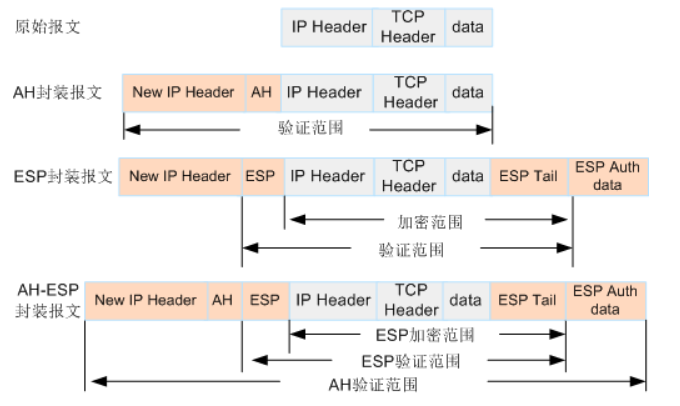 原始报文 IP Header TCP Header data
AH封装报文 New IP Header AH IP Header TCP Header data
验证范围
ESP封装报文 New IP Header ESP IP Header TCP Header data ESP Tail ESP Auth data
加密范围
验证范围
AH-ESP封装报文 New IP Header AH ESP IP Header TCP Header data ESP Tail ESP Auth data
ESP加密范围
ESP验证范围
AH验证范围